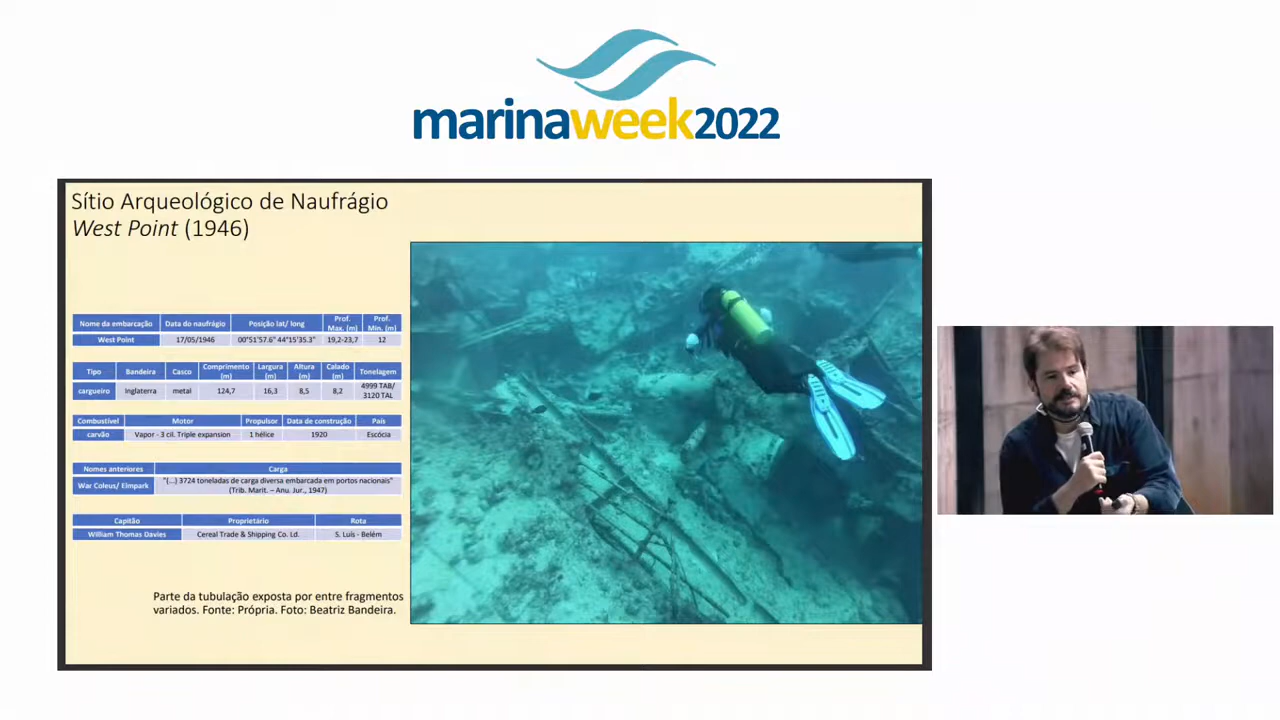 marinaweek2022
Sítio Arqueológico de Naufrágio
West Point (1946)
Nome da embarcação Data do naufrágio Posição lat/ long Prof. Max. (m) Prof. Min. (m)
West Point 17/05/1946 00°51'57.6" 44°15'35.3" 19,2-23,7 12
Tipo Bandeira Casco Comprimento (m) Largura (m) Altura (m) Calado (m) Tonelagem
cargueiro Inglaterra metal 124,7 16,3 8,5 8,2 4999 TAB/ 3120 TAL
Combustível Motor Propulsor Data de construção País
carvão Vapor - 3 cil. Triple expansion 1 hélice 1920 Escócia
Nomes anteriores Carga
War Coleus/ Elmpark "(...) 3724 toneladas de carga diversa embarcada em portos nacionais"
(Trib. Marit. – Anu. Jur., 1947)
Capitão Proprietário Rota
William Thomas Davies Cereal Trade & Shipping Co. Ld. S. Luis - Belém
Parte da tubulação exposta por entre fragmentos
variados. Fonte: Própria. Foto: Beatriz Bandeira.